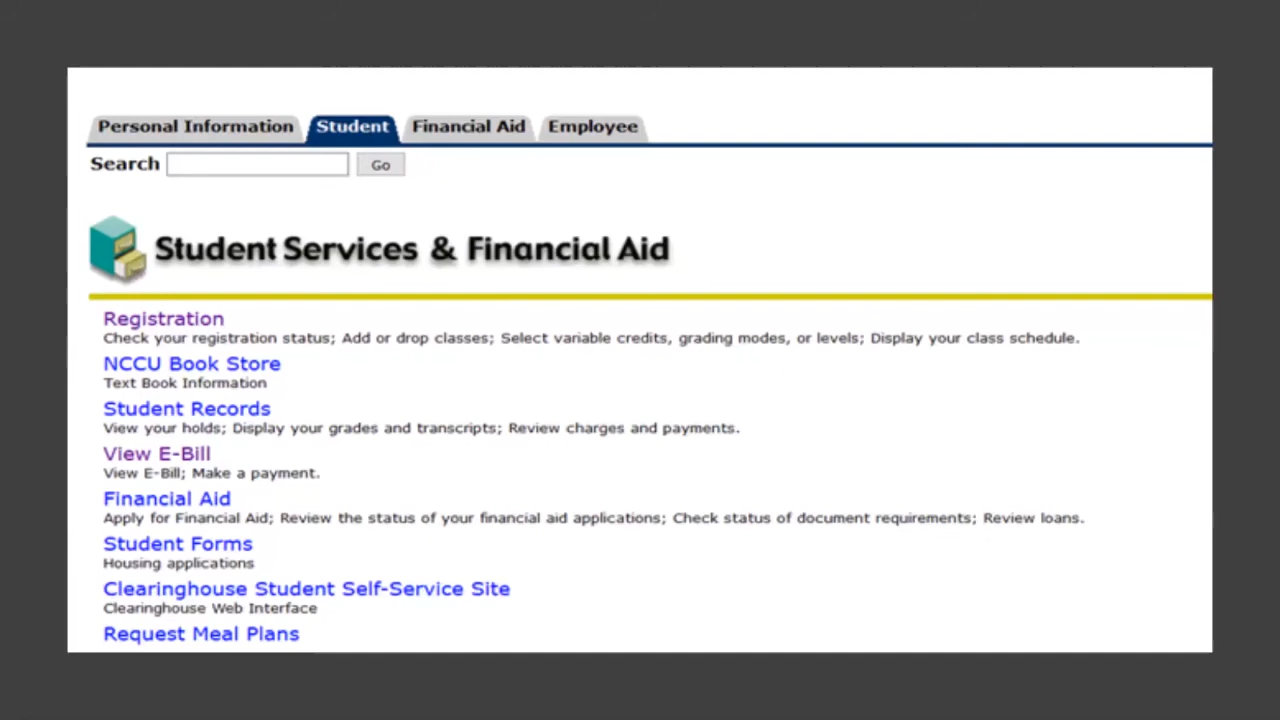 Personal Information Student Financial Aid Employee
Search Go
Student Services & Financial Aid
Registration
Check your registration status; Add or drop classes; Select variable credits, grading modes, or levels; Display your class schedule.
NCCU Book Store
Text Book Information
Student Records
View your holds; Display your grades and transcripts; Review charges and payments.
View E-Bill
View E-Bill; Make a payment.
Financial Aid
Apply for Financial Aid; Review the status of your financial aid applications; Check status of document requirements; Review loans.
Student Forms
Housing applications
Clearinghouse Student Self-Service Site
Clearinghouse Web Interface
Request Meal Plans